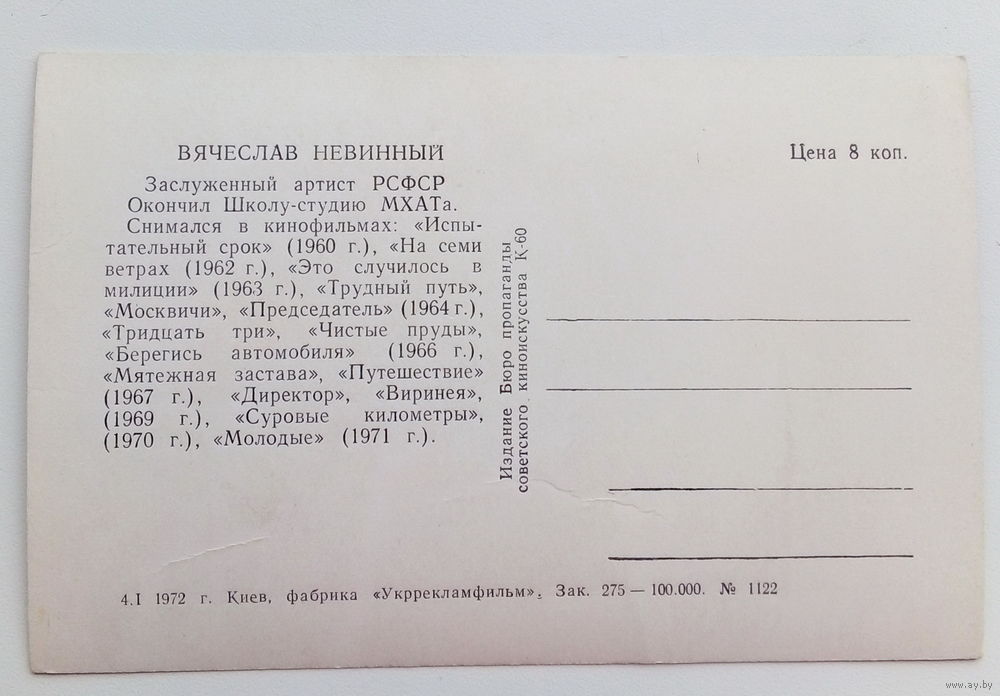 ВЯЧЕСЛАВ НЕВИННЫЙ
Заслуженный артист РСФСР
Окончил Школу-студию МХАТа.
Снимался в кинофильмах: «Испы-
тательный срок» (1960 г.), «На семи
ветрах (1962 г.), «Это случилось в
милиции» (1963 г.), «Трудный путь»,
«Москвичи», «Председатель» (1964 г.),
«Тридцать три», «Чистые пруды»,
«Берегись автомобиля» (1966 г.),
«Мятежная застава», «Путешествие»
(1967 г.), «Директор», «Виринея»,
(1969 г.), «Суровые километры»,
(1970 г.), «Молодые» (1971 г.).
Издание Бюро пропаганды
советского киноискусства К-60
Цена 8 коп.
4.I 1972 г. Киев, фабрика «Укррекламфильм». Зак. 275 — 100.000. № 1122
www.ay.by